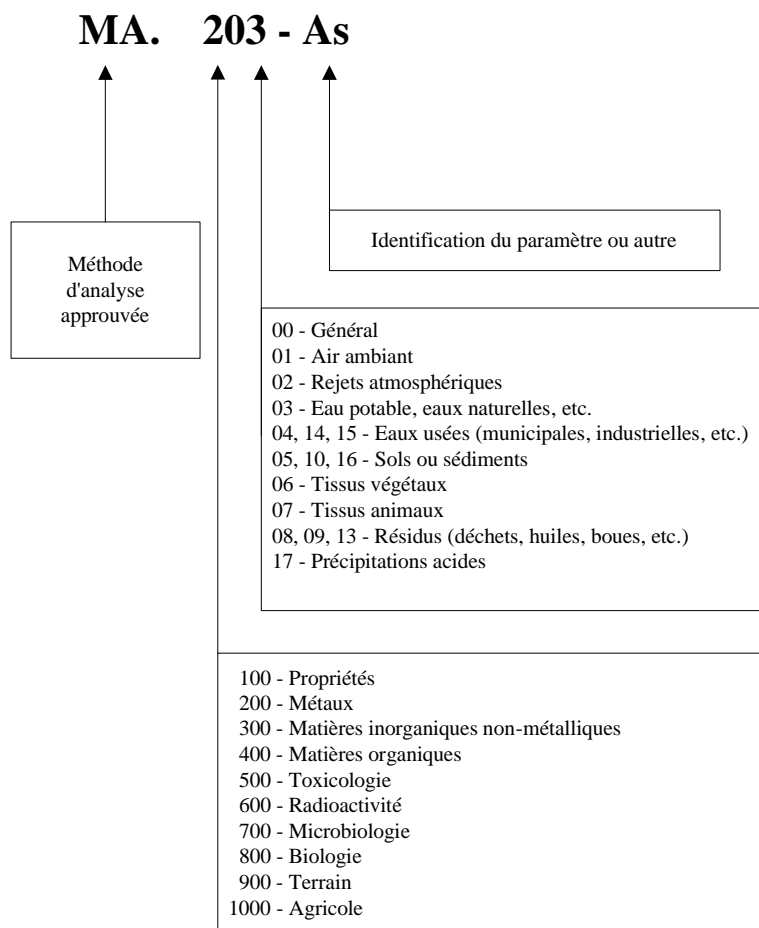 MA. 203 - As
Méthode
d'analyse
approuvée
Identification du paramètre ou autre
00 - Général
01 - Air ambiant
02 - Rejets atmosphériques
03 - Eau potable, eaux naturelles, etc.
04, 14, 15 - Eaux usées (municipales, industrielles, etc.)
05, 10, 16 - Sols ou sédiments
06 - Tissus végétaux
07 - Tissus animaux
08, 09, 13 - Résidus (déchets, huiles, boues, etc.)
17 - Précipitations acides
100 - Propriétés
200 - Métaux
300 - Matières inorganiques non-métalliques
400 - Matières organiques
500 - Toxicologie
600 - Radioactivité
700 - Microbiologie
800 - Biologie
900 - Terrain
1000 - Agricole